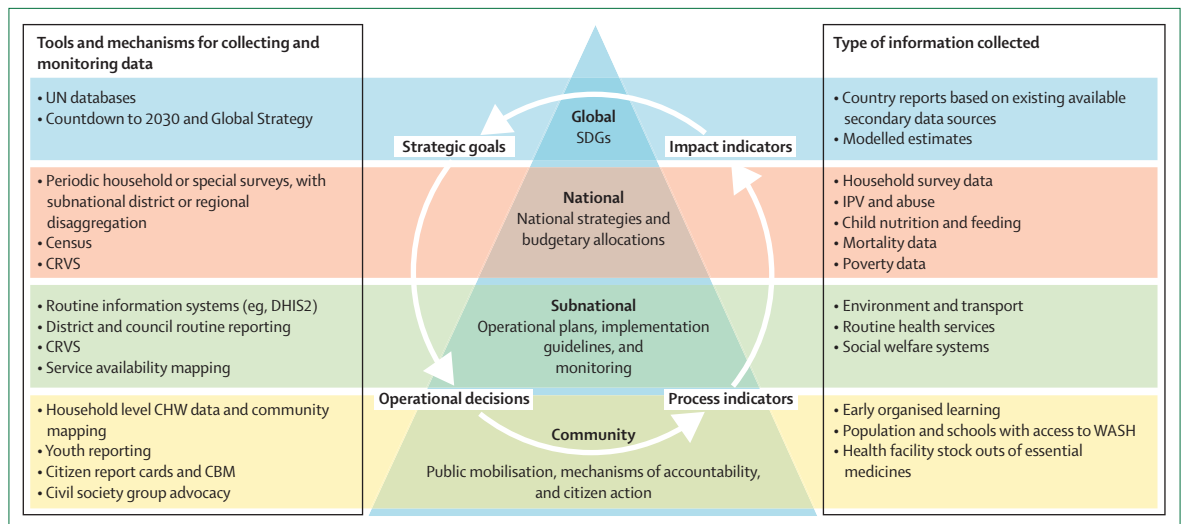 Tools and mechanisms for collecting and
monitoring data
• UN databases
• Countdown to 2030 and Global Strategy
• Periodic household or special surveys, with
subnational district or regional
disaggregation
• Census
• CRVS
• Routine information systems (eg, DHIS2)
• District and council routine reporting
• CRVS
• Service availability mapping
• Household level CHW data and community
mapping
• Youth reporting
• Citizen report cards and CBM
• Civil society group advocacy
Global
SDGs
Strategic goals
Impact indicators
National
National strategies and
budgetary allocations
Subnational
Operational plans, implementation
guidelines, and
monitoring
Operational decisions
Process indicators
Community
Public mobilisation, mechanisms of accountability,
and citizen action
Type of information collected
• Country reports based on existing available
secondary data sources
• Modelled estimates
• Household survey data
• IPV and abuse
• Child nutrition and feeding
• Mortality data
• Poverty data
• Environment and transport
• Routine health services
• Social welfare systems
• Early organised learning
• Population and schools with access to WASH
• Health facility stock outs of essential
medicines